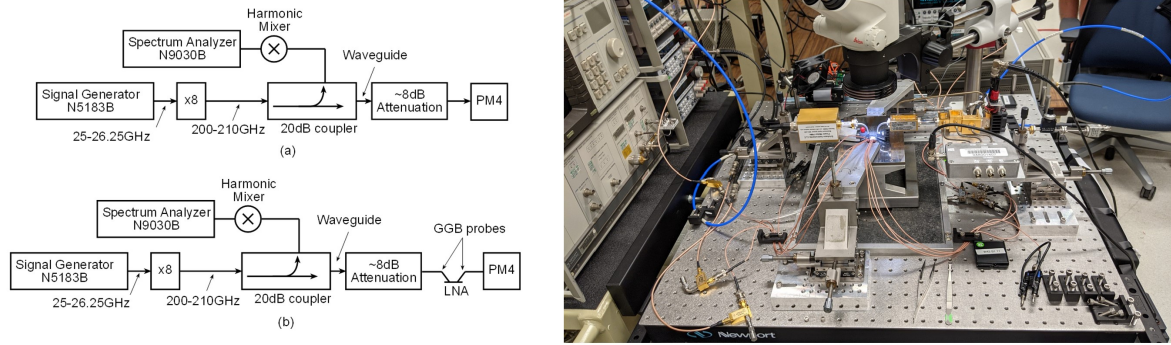 Harmonic
Mixer
Spectrum Analyzer
N9030B
Waveguide
Signal Generator
N5183B
x8
~8dB
Attenuation
PM4
25-26.25GHz
200-210GHz
20dB coupler
(a)
Harmonic
Mixer
Spectrum Analyzer
N9030B
Waveguide
GGB probes
Signal Generator
N5183B
x8
~8dB
Attenuation
PM4
25-26.25GHz
200-210GHz
20dB coupler
LNA
(b)
Newport